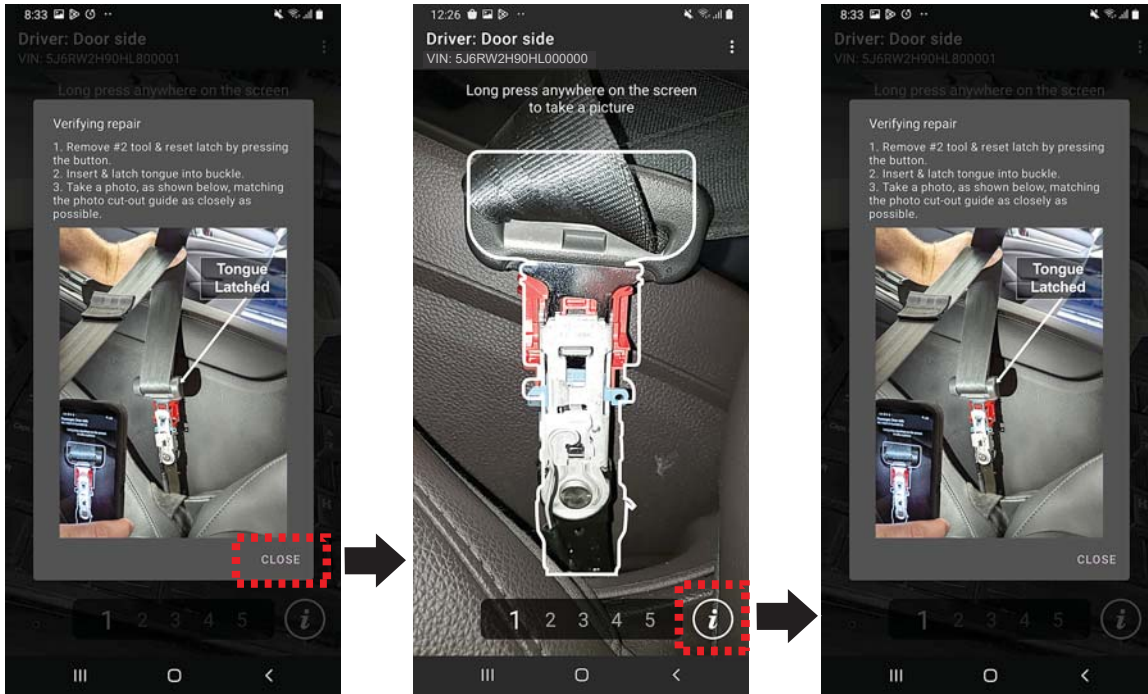 8:33
Driver: Door side
VIN: 5J6RW2H90HL800001
Long press anywhere on the screen
Verifying repair
1. Remove #2 tool & reset latch by pressing
the button.
2. Insert & latch tongue into buckle.
3. Take a photo, as shown below, matching
the photo cut-out guide as closely as
possible.
Tongue
Latched
CLOSE
1 2 3 4 5 i
12:26
Driver: Door side
VIN: 5J6RW2H90HL000000
Long press anywhere on the screen
to take a picture
1 2 3 4 5 i
8:33
Driver: Door side
VIN: 5J6RW2H90HL800001
Long press anywhere on the screen
Verifying repair
1. Remove #2 tool & reset latch by pressing
the button.
2. Insert & latch tongue into buckle.
3. Take a photo, as shown below, matching
the photo cut-out guide as closely as
possible.
Tongue
Latched
CLOSE
1 2 3 4 5 i